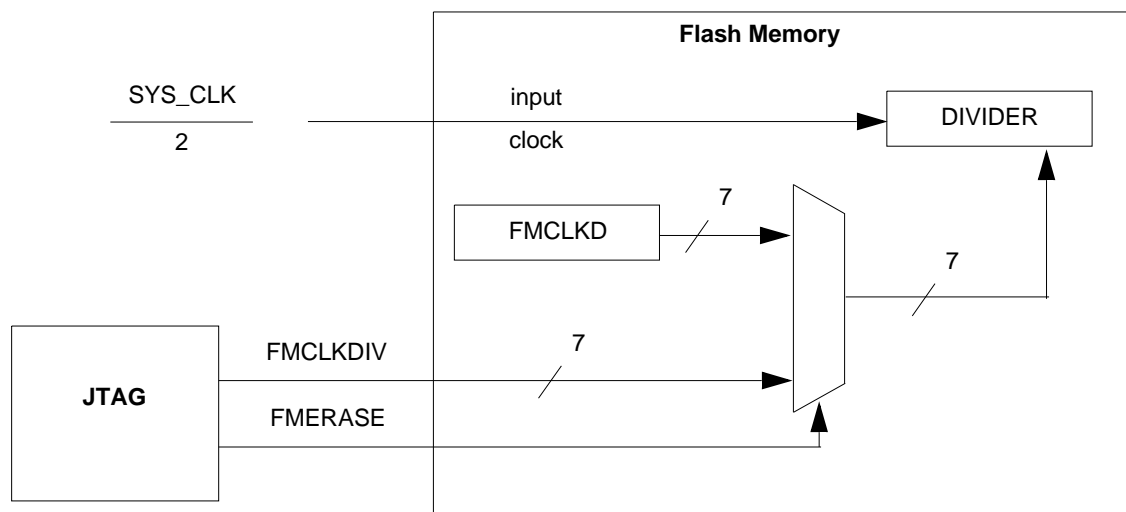 Flash Memory
SYS_CLK
2
input
clock
DIVIDER
7
FMCLKD
7
7
FMCLKDIV
JTAG
FMERASE